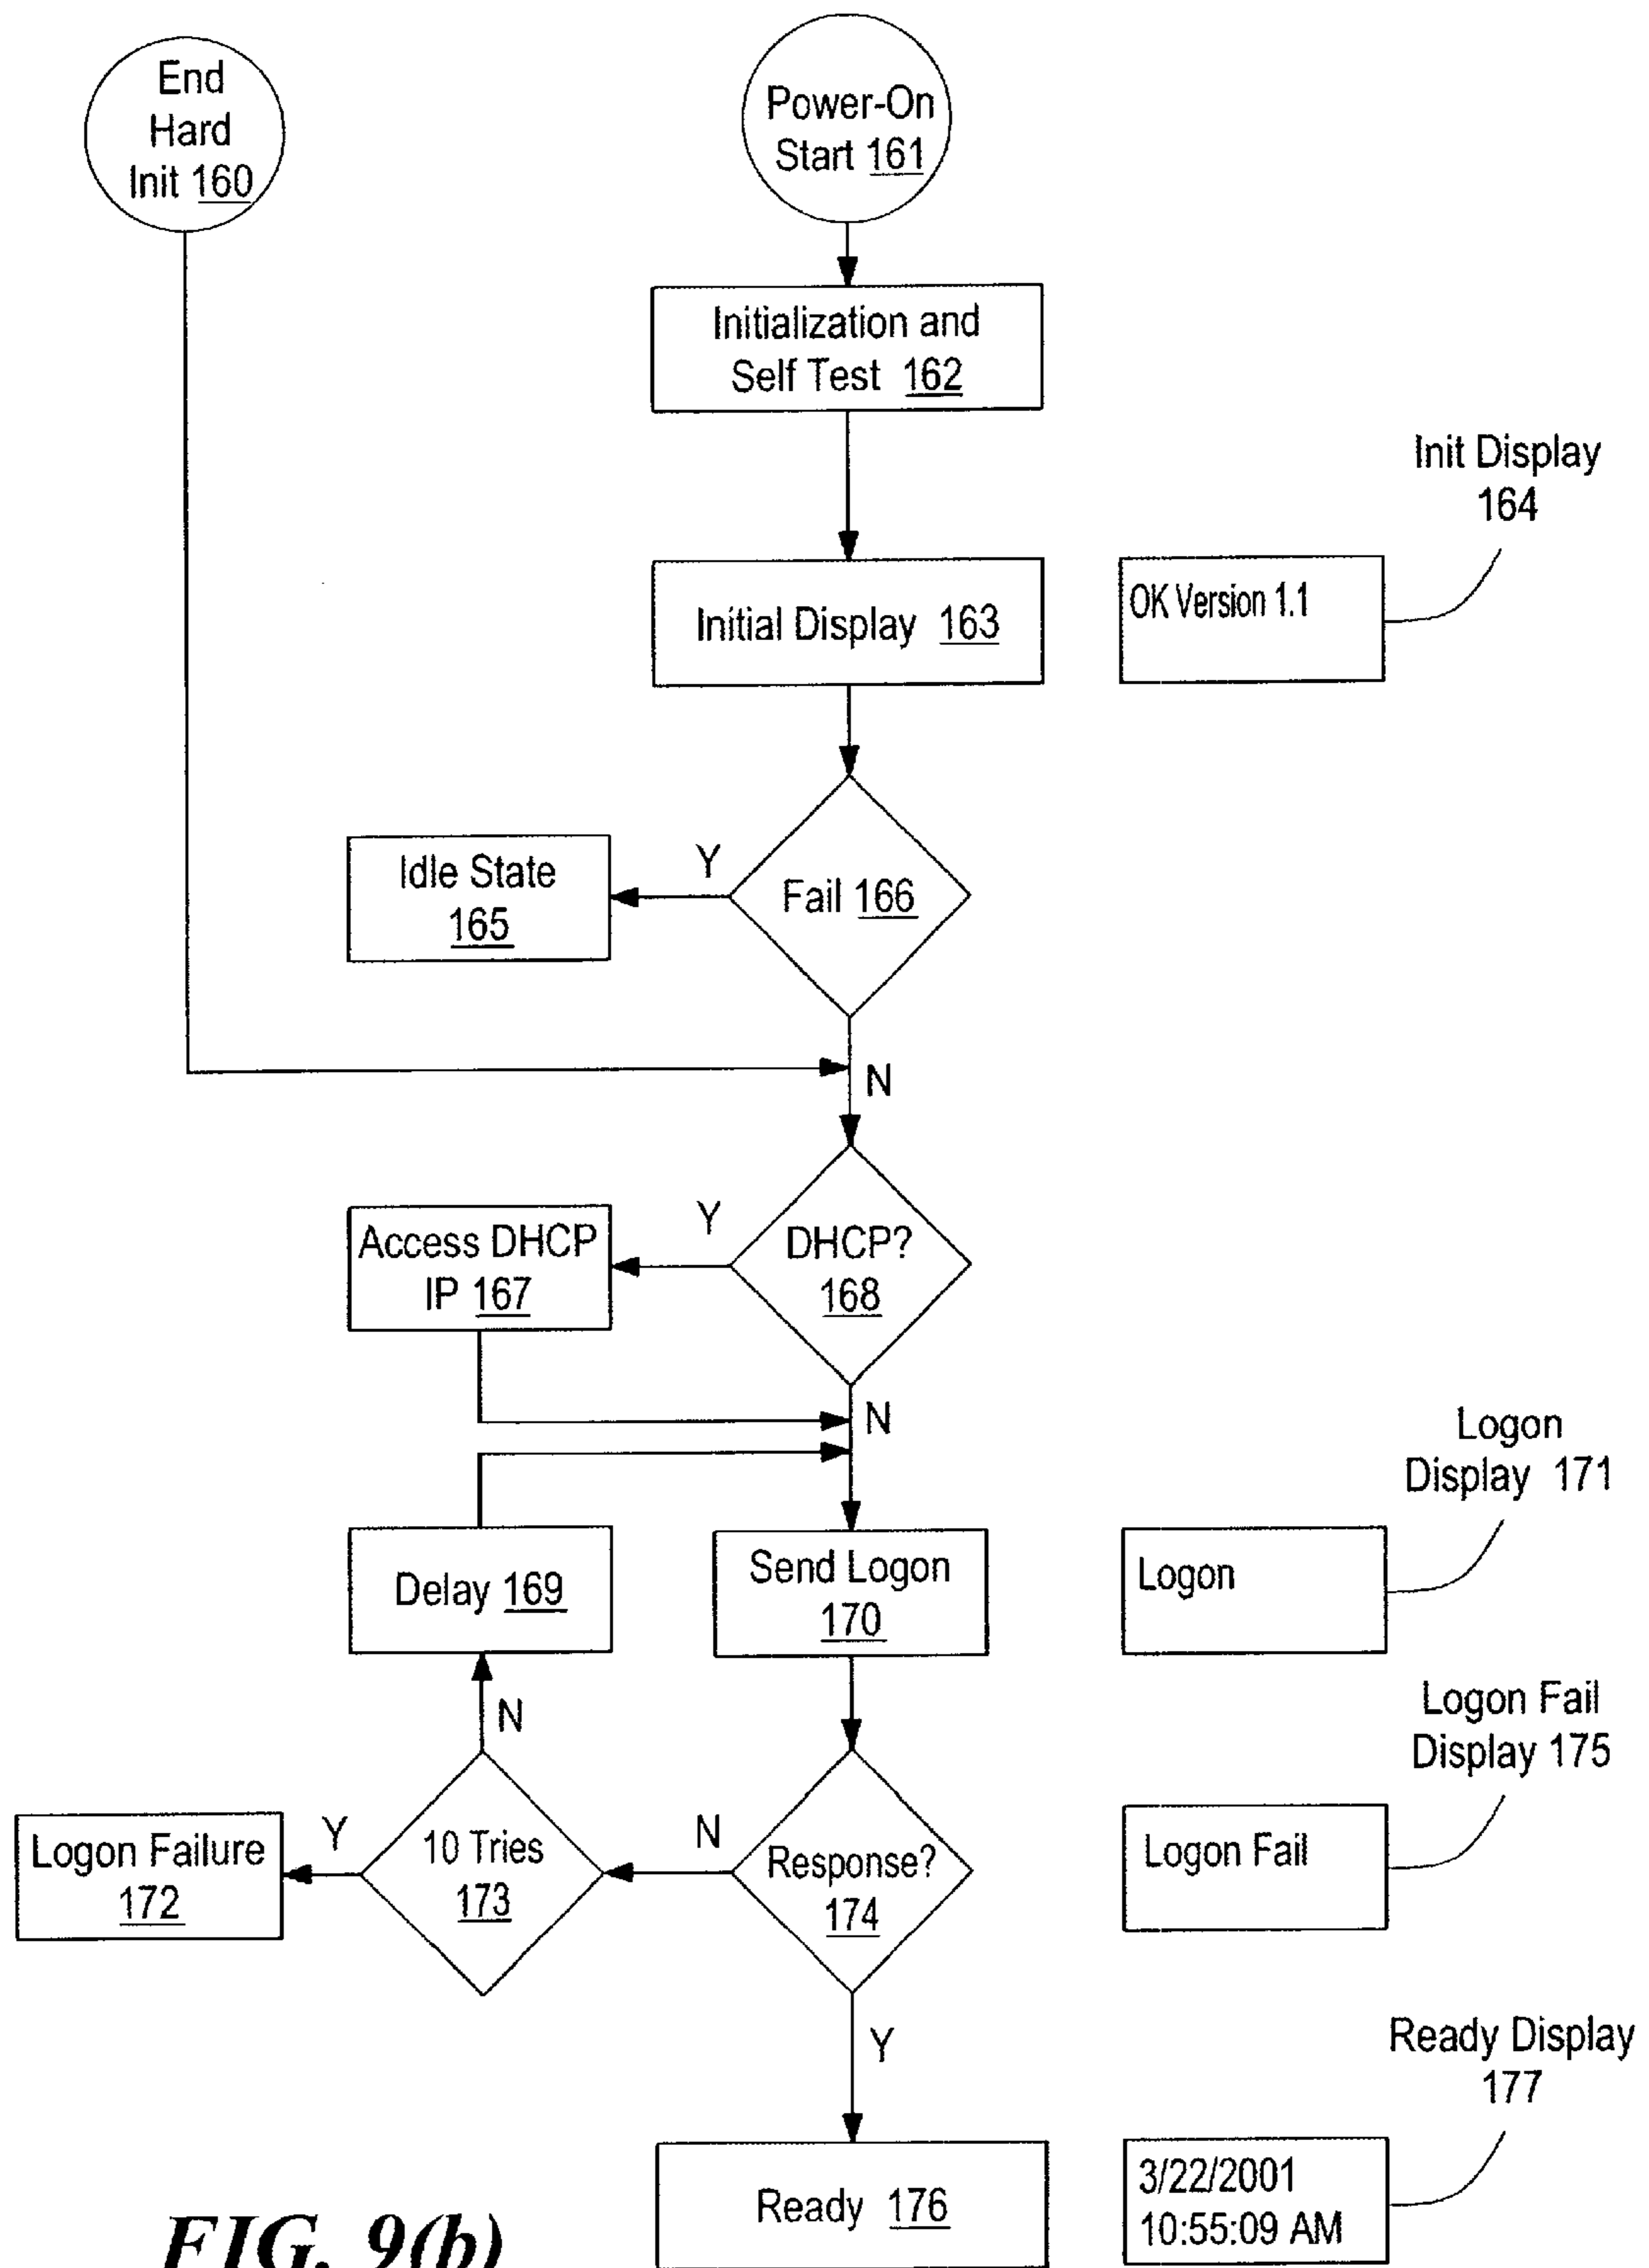 End
Hard
Init 160
Power-On
Start 161
Initialization and
Self Test 162
Init Display
164
Initial Display 163
OK Version 1.1
Idle State
165
Y
Fail 166
N
Access DHCP
IP 167
Y
DHCP?
168
N
Logon
Display 171
Delay 169
Send Logon
170
Logon
N
Logon Fail
Display 175
Logon Failure
172
Y
10 Tries
173
N
Response?
174
Logon Fail
Y
Ready Display
177
Ready 176
3/22/2001
10:55:09 AM
FIG. 9(b)